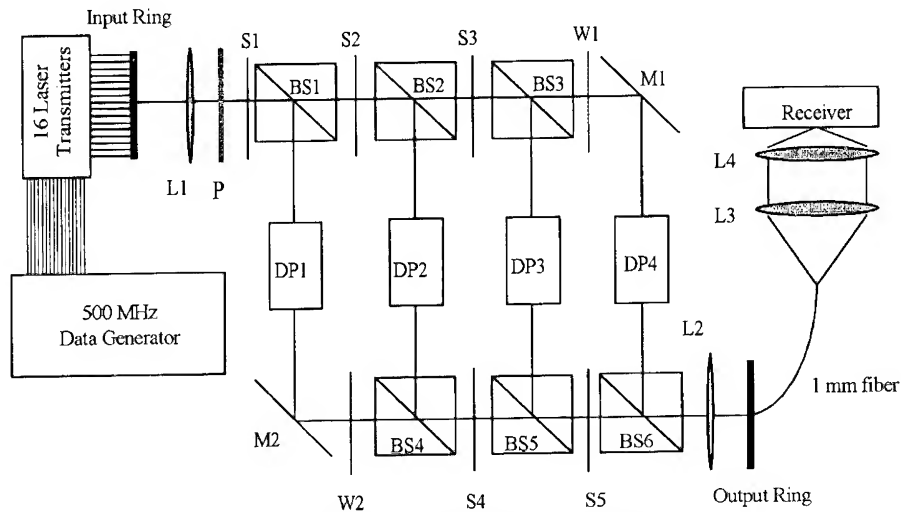 Input Ring
16 Laser
Transmitters
S1
S2
S3
W1
BS1
BS2
BS3
M1
Receiver
L4
L1
P
L3
DP1
DP2
DP3
DP4
500 MHz
Data Generator
L2
1 mm fiber
M2
BS4
BS5
BS6
W2
S4
S5
Output Ring